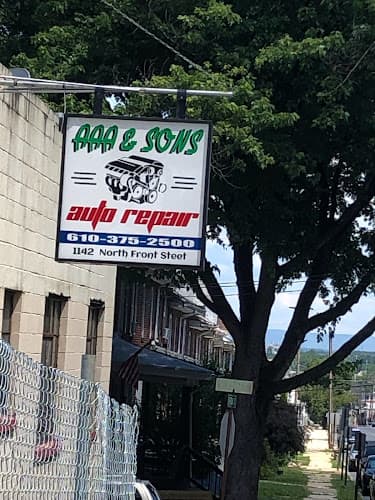 AAA & SONS
auto repair
610-375-2500
1142 North Front Steet